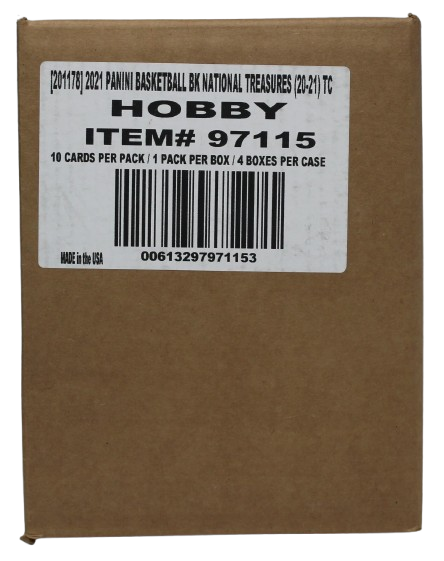 [201178] 2021 PANINI BASKETBALL BK NATIONAL TREASURES (20-21) TC
HOBBY
ITEM# 97115
10 CARDS PER PACK / 1 PACK PER BOX / 4 BOXES PER CASE
MADE in the USA
00613297971153